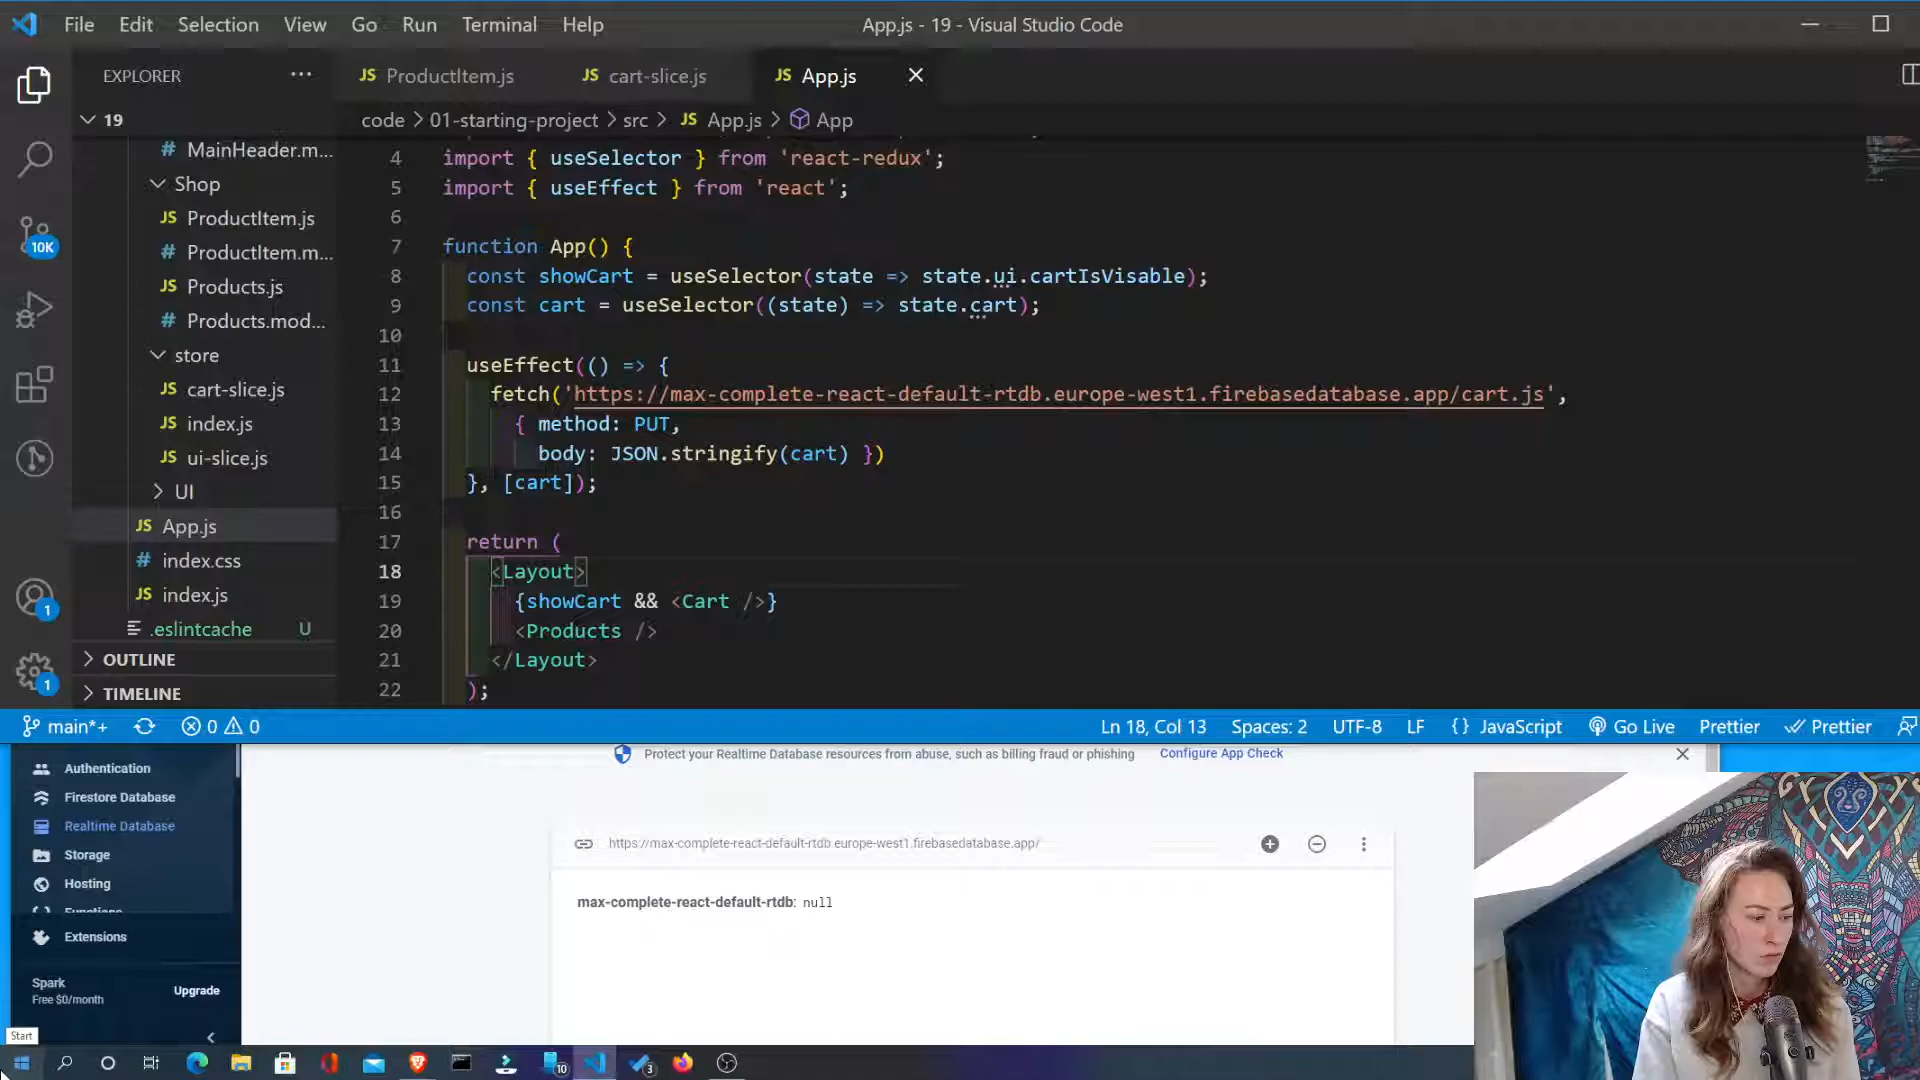 File Edit Selection View Go Run Terminal Help
App.js - 19 - Visual Studio Code
EXPLORER ···
JS ProductItem.js
JS cart-slice.js
JS App.js
19
code > 01-starting-project > src > JS App.js > App
# MainHeader.m...
Shop
JS ProductItem.js
# ProductItem.m...
JS Products.js
# Products.mod...
store
JS cart-slice.js
JS index.js
JS ui-slice.js
UI
JS App.js
# index.css
JS index.js
.eslintcache U
OUTLINE
TIMELINE
10K
1
1
4 import { useSelector } from 'react-redux';
5 import { useEffect } from 'react';
6
7 function App() {
8 const showCart = useSelector(state => state.ui.cartIsVisable);
9 const cart = useSelector((state) => state.cart);
10
11 useEffect(() => {
12 fetch('https://max-complete-react-default-rtdb.europe-west1.firebasedatabase.app/cart.js',
13 { method: PUT,
14 body: JSON.stringify(cart) })
15 }, [cart]);
16
17 return (
18 <Layout>
19 {showCart && <Cart />}
20 <Products />
21 </Layout>
22 );
main*+ 0 0
Ln 18, Col 13 Spaces: 2 UTF-8 LF {} JavaScript Go Live Prettier Prettier
Protect your Realtime Database resources from abuse, such as billing fraud or phishing Configure App Check
Authentication
Firestore Database
Realtime Database
Storage
Hosting
Functions
Extensions
Spark
Free $0/month
Upgrade
https://max-complete-react-default-rtdb.europe-west1.firebasedatabase.app/
max-complete-react-default-rtdb: null
Start
10
3